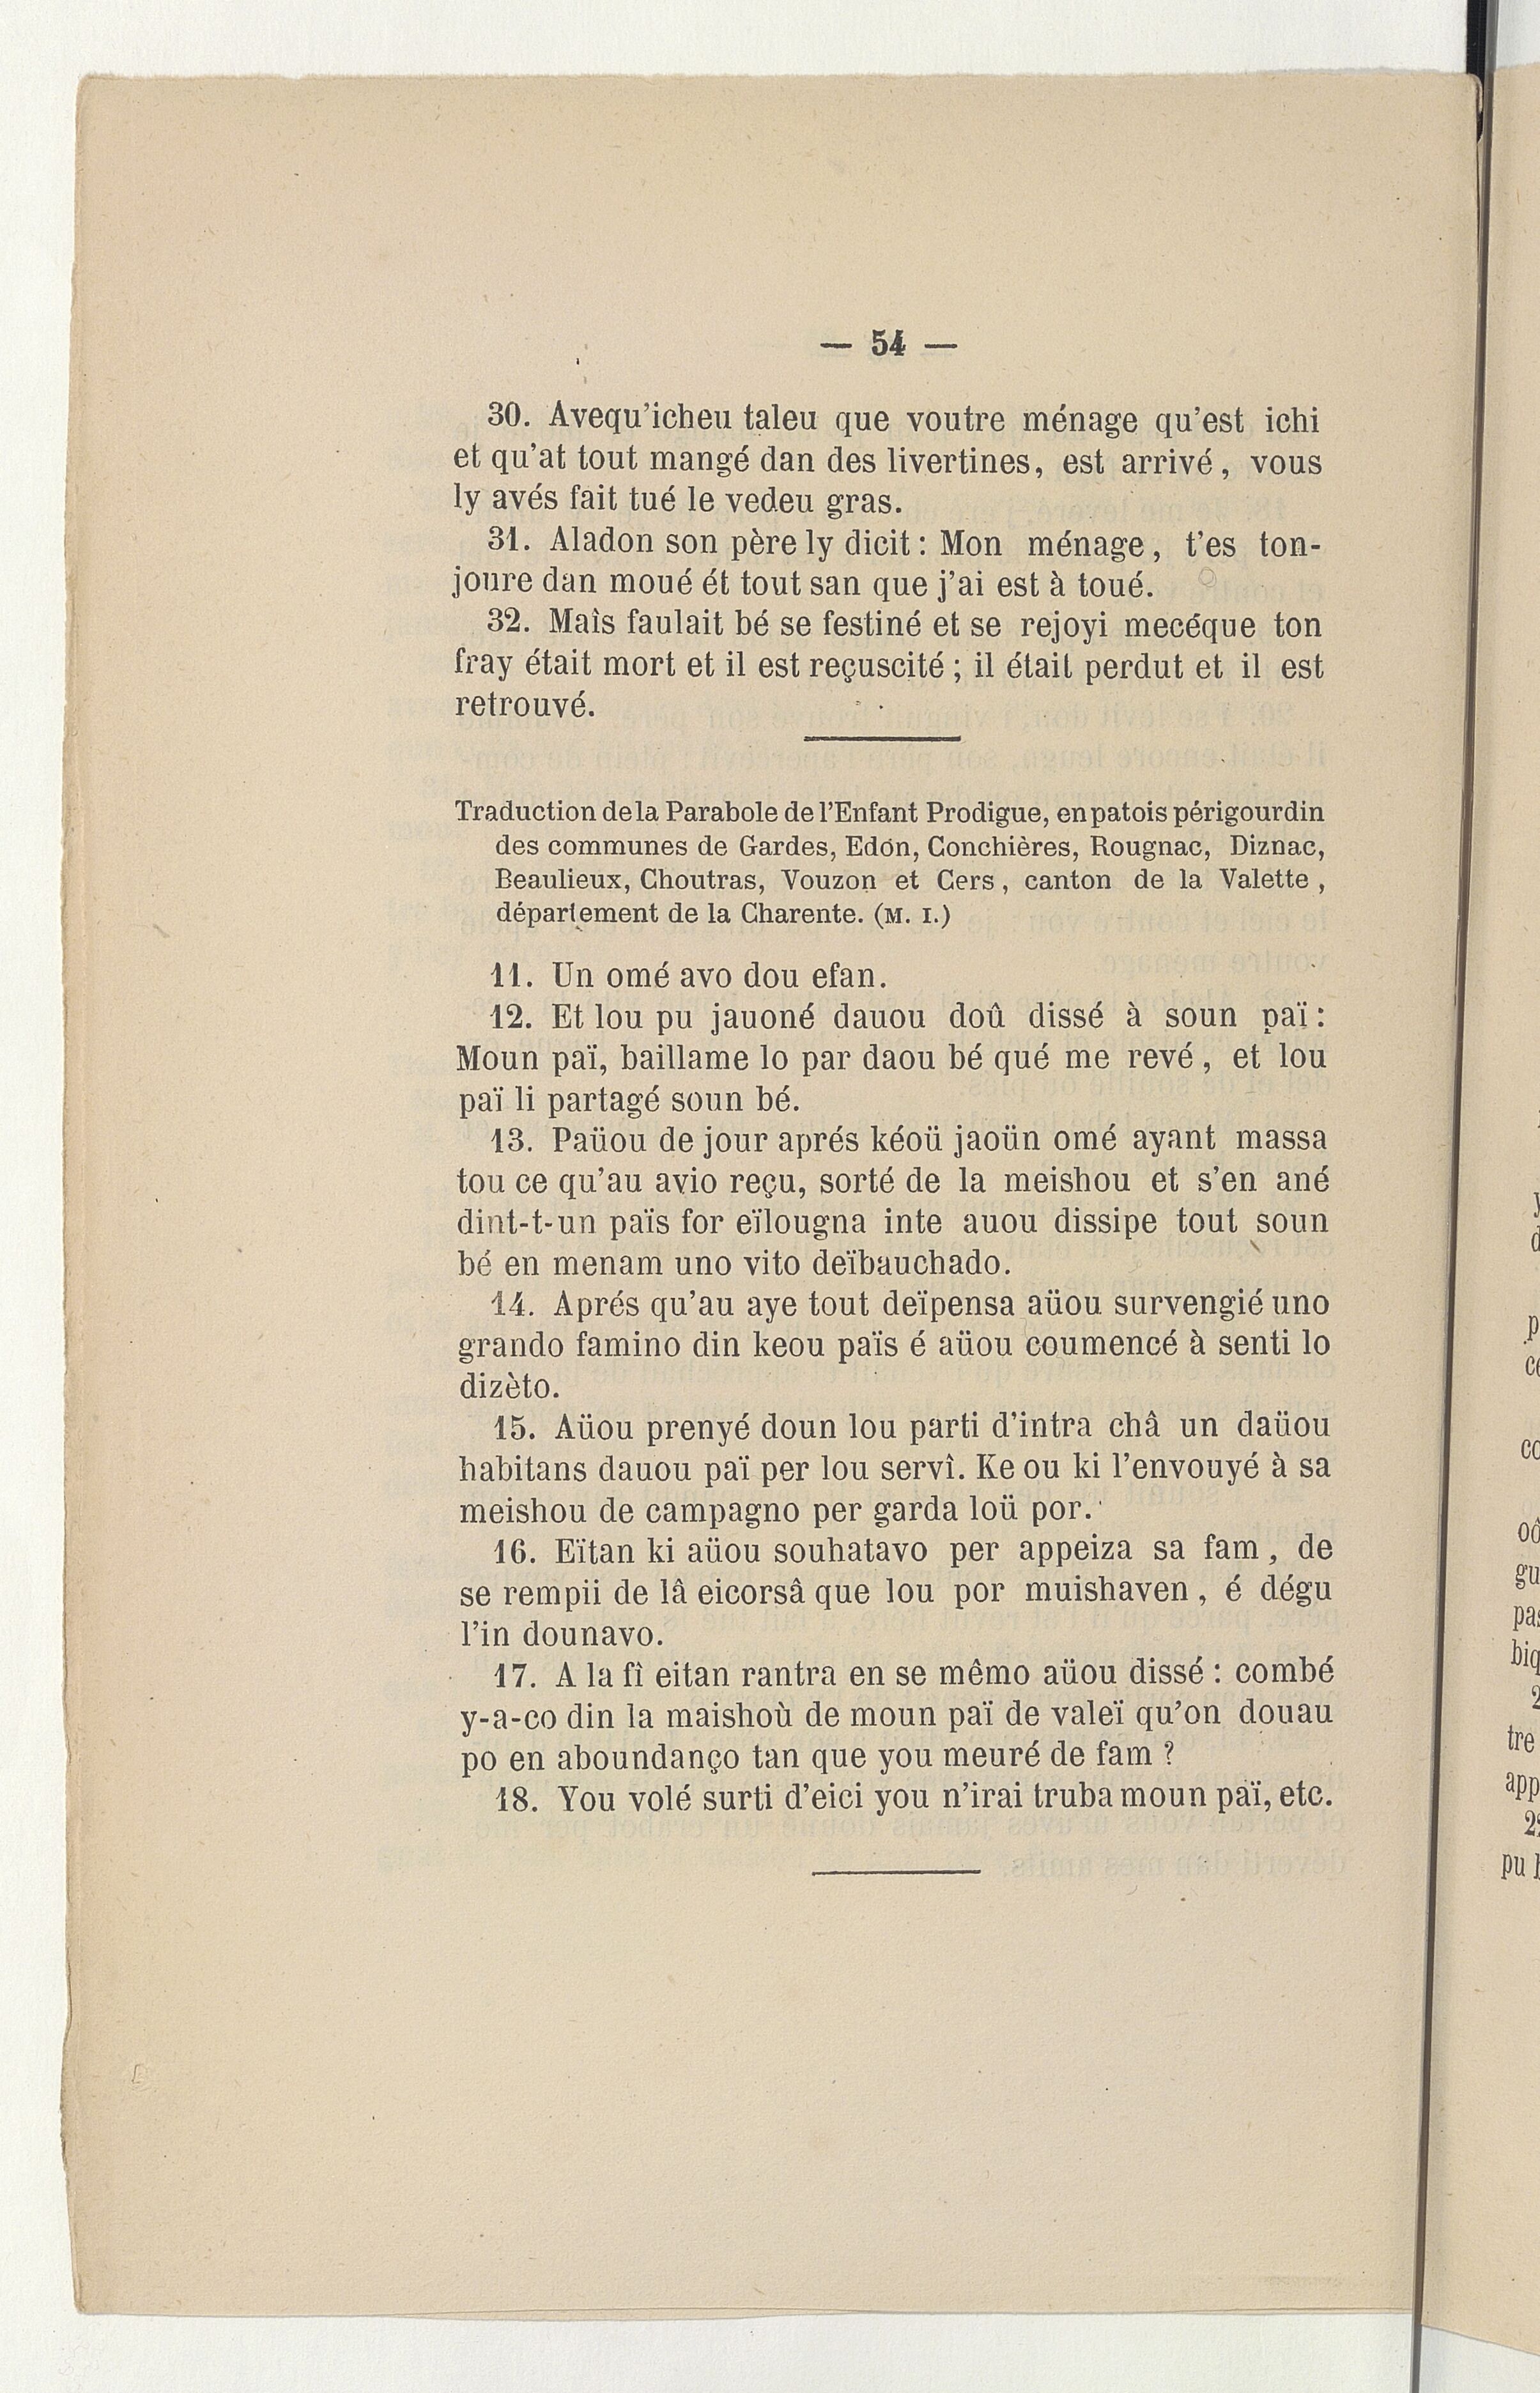 — 54 —
30. Avequ'icheu taleu que voutre ménage qu'est ichi
et qu'at tout mangé dan des livertines, est arrivé, vous
ly avés fait tué le vedeu gras.
31. Aladon son père ly dicit : Mon ménage, t'es ton-
joure dan moué ét tout san que j'ai est à toué.
32. Maîs faulait bé se festiné et se rejoyi mecéque ton
fray était mort et il est reçuscité ; il était perdut et il est
retrouvé.
Traduction de la Parabole de l'Enfant Prodigue, en patois périgourdin
des communes de Gardes, Edon, Conchières, Rougnac, Diznac,
Beaulieux, Choutras, Vouzon et Cers, canton de la Valette,
département de la Charente. (M. I.)
11. Un omé avo dou efan.
12. Et lou pu jauoné dauou doû dissé à soun paï :
Moun paï, baillame lo par daou bé qué me revé, et lou
paï li partagé soun bé.
13. Paüou de jour aprés kéoü jaoün omé ayant massa
tou ce qu'au avio reçu, sorté de la meishou et s'en ané
dint-t-un païs for eïlougna inte auou dissipe tout soun
bé en menam uno vito deïbauchado.
14. Aprés qu'au aye tout deïpensa aüou survengié uno
grando famino din keou païs é aüou coumencé à senti lo
dizèto.
15. Aüou prenyé doun lou parti d'intra châ un daüou
habitans dauou paï per lou servî. Ke ou ki l'envouyé à sa
meishou de campagno per garda loü por.
16. Eïtan ki aüou souhatavo per appeiza sa fam, de
se rempii de lâ eicorsâ que lou por muishaven, é dégu
l'in dounavo.
17. A la fî eitan rantra en se mêmo aüou dissé : combé
y-a-co din la maishoù de moun paï de valeï qu'on douau
po en aboundanço tan que you meuré de fam ?
18. You volé surti d'eici you n'irai truba moun paï, etc.